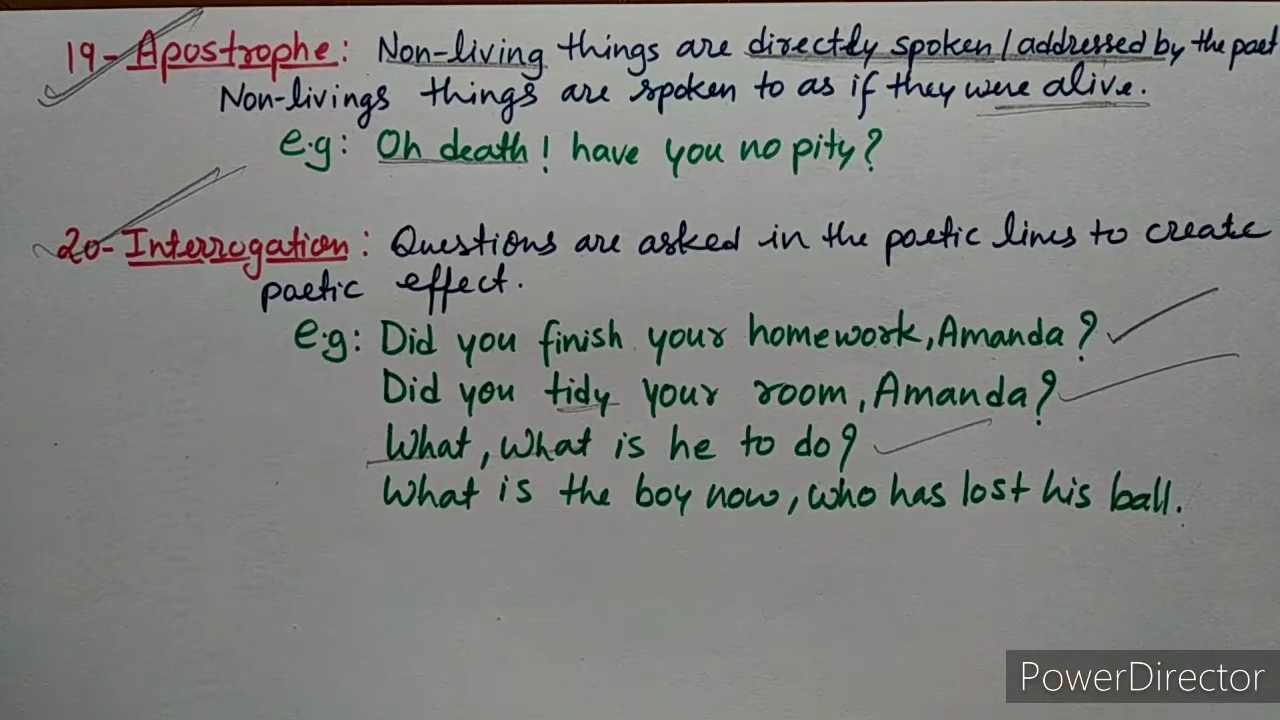 19- Apostrophe: Non-living things are directly spoken / addressed by the poet
Non-livings things are spoken to as if they were alive.
e.g: Oh death! have you no pity?
20- Interrogation: Questions are asked in the poetic lines to create
poetic effect.
e.g: Did you finish your homework, Amanda?
Did you tidy your room, Amanda?
What, What is he to do?
What is the boy now, who has lost his ball.
PowerDirector